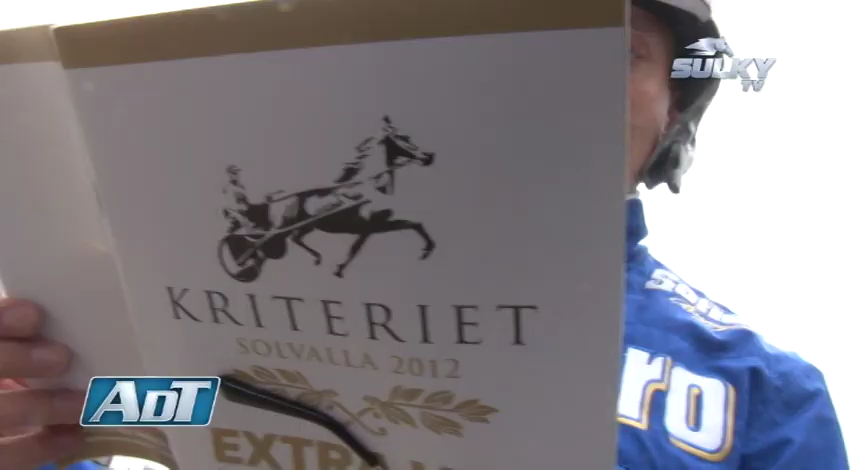 SULKY
TV
KRITERIET
SOLVALLA 2012
EXTRA
ro
ADT